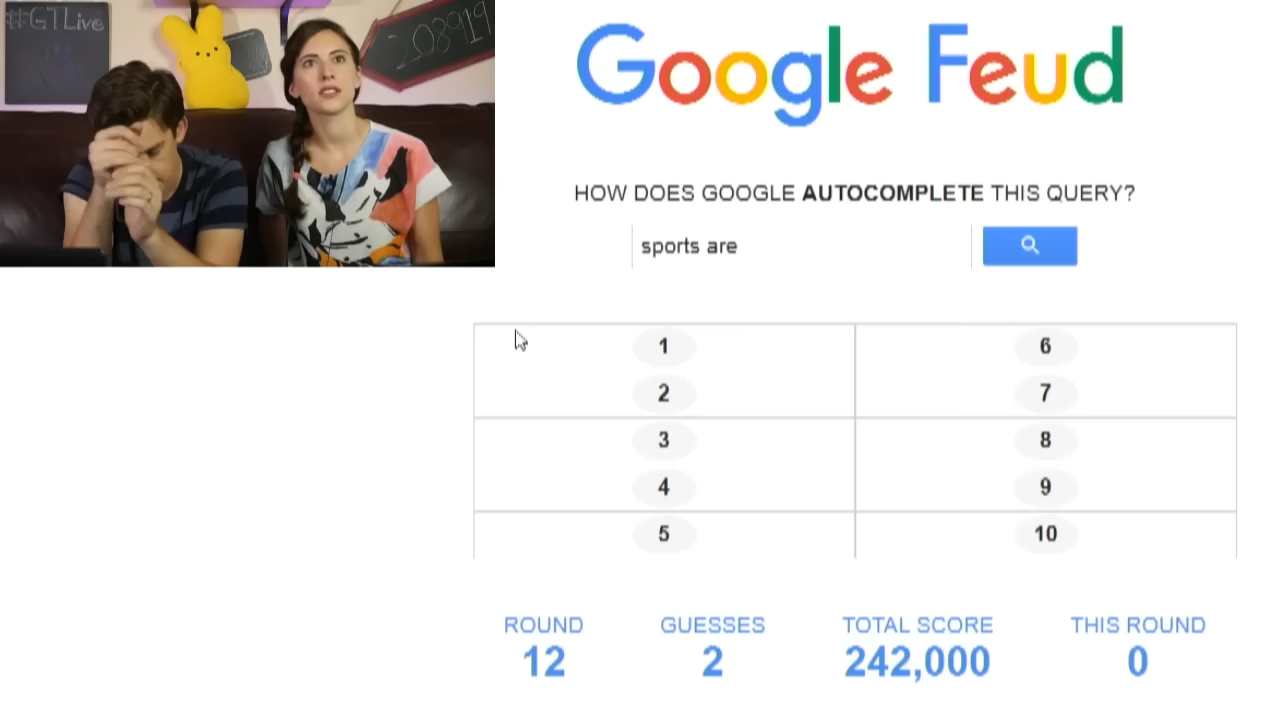 #GTLive
208919
Google Feud
HOW DOES GOOGLE AUTOCOMPLETE THIS QUERY?
sports are
1 6
2 7
3 8
4 9
5 10
ROUND GUESSES TOTAL SCORE THIS ROUND
12 2 242,000 0